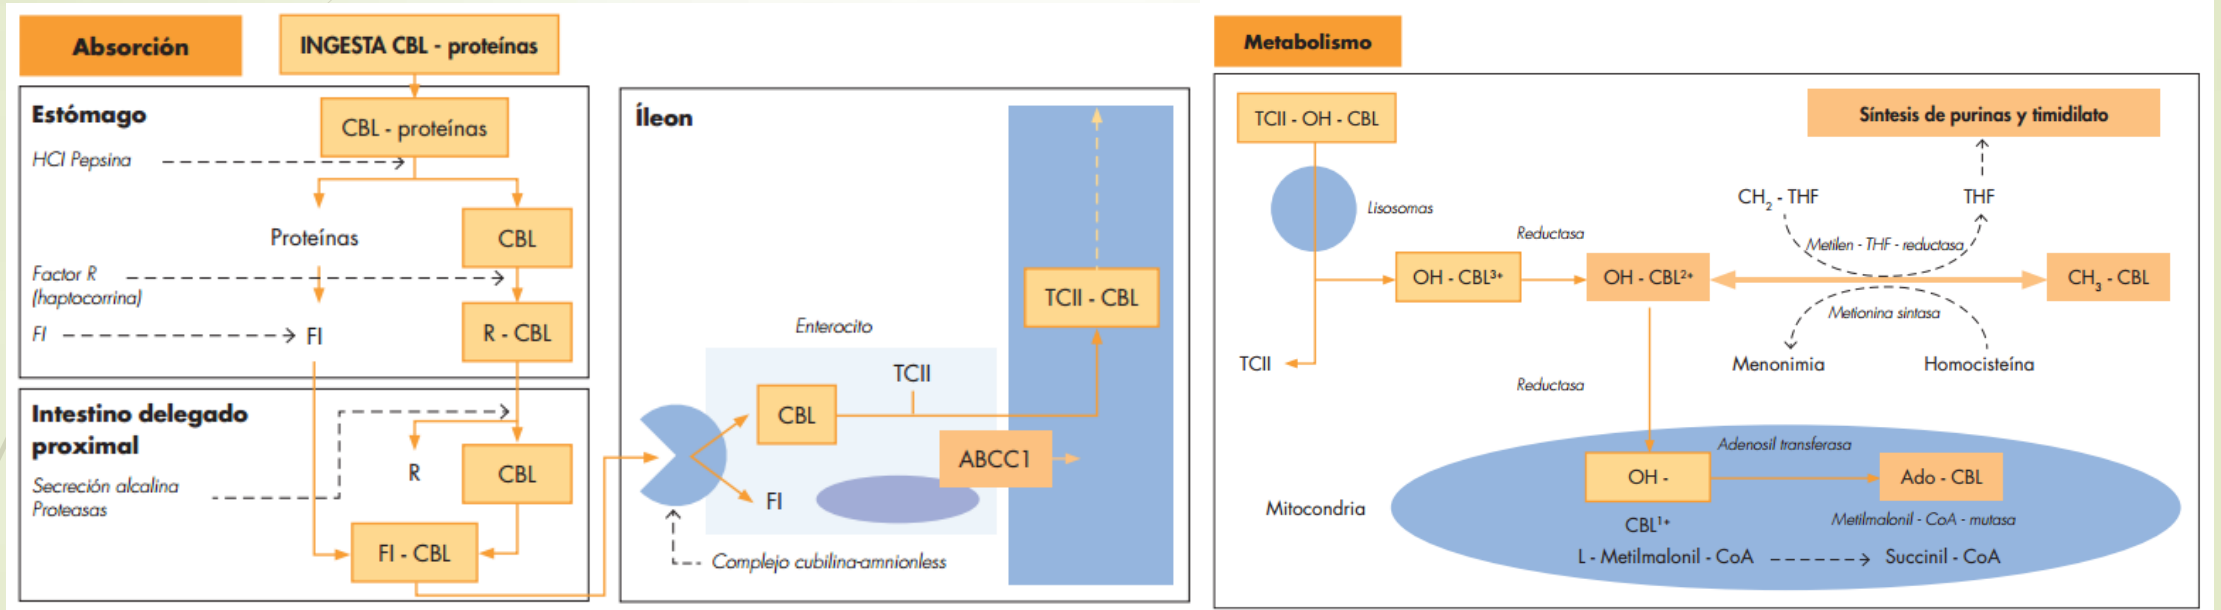 Absorción
INGESTA CBL - proteínas
Estómago
CBL - proteínas
HCl Pepsina
Proteínas
CBL
Factor R
(haptocorrina)
FI
FI
R - CBL
Intestino delegado
proximal
R
CBL
Secreción alcalina
Proteasas
FI - CBL
Íleon
TCII - CBL
Enterocito
TCII
CBL
ABCC1
FI
Complejo cubilina-amnionless
Metabolismo
TCII - OH - CBL
Síntesis de purinas y timidilato
Lisosomas
CH₂ - THF
THF
Reductasa
Metilen - THF - reductasa
OH - CBL³⁺
OH - CBL²⁺
CH₃ - CBL
Metionina sintasa
TCII
Menonimia
Homocisteína
Reductasa
Adenosil transferasa
OH -
Ado - CBL
Mitocondria
CBL¹⁺
Metilmalonil - CoA - mutasa
L - Metilmalonil - CoA
Succinil - CoA